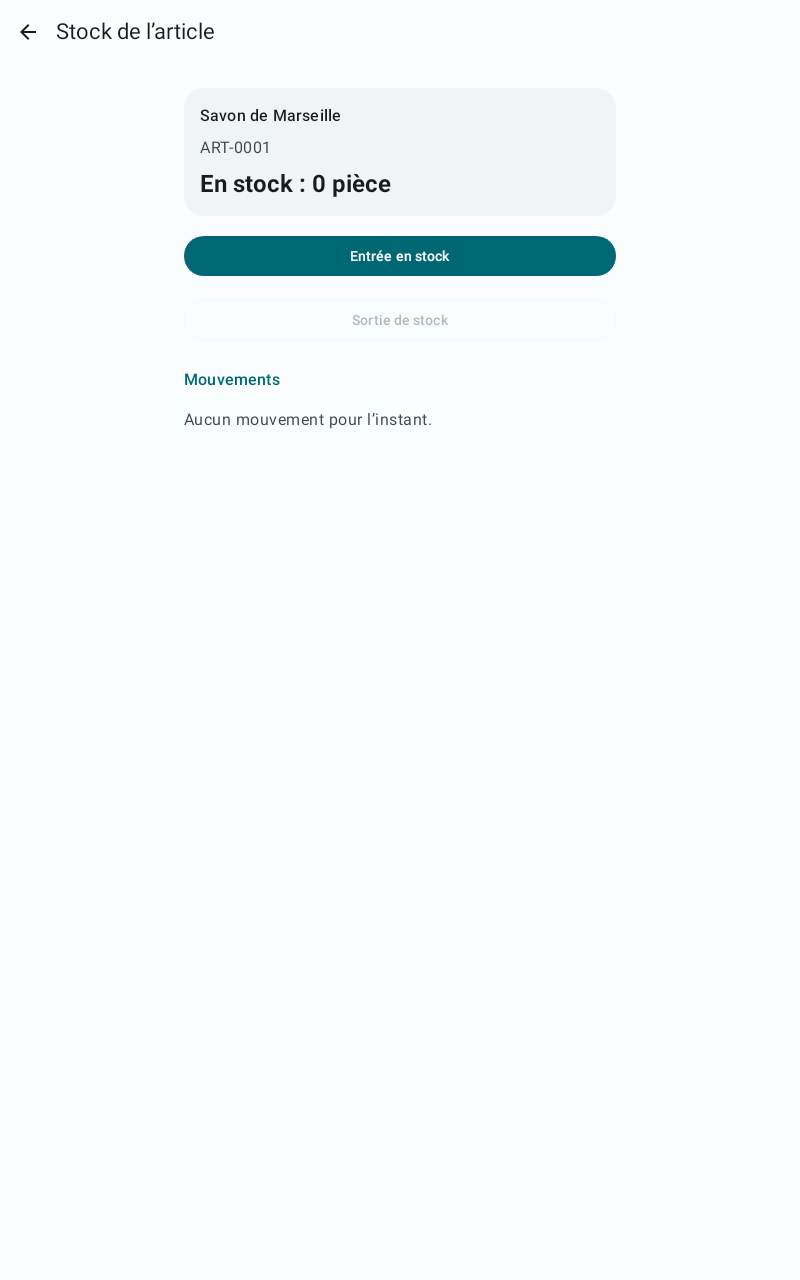 Stock de l’article
Savon de Marseille
ART-0001
En stock : 0 pièce
Entrée en stock
Sortie de stock
Mouvements
Aucun mouvement pour l’instant.